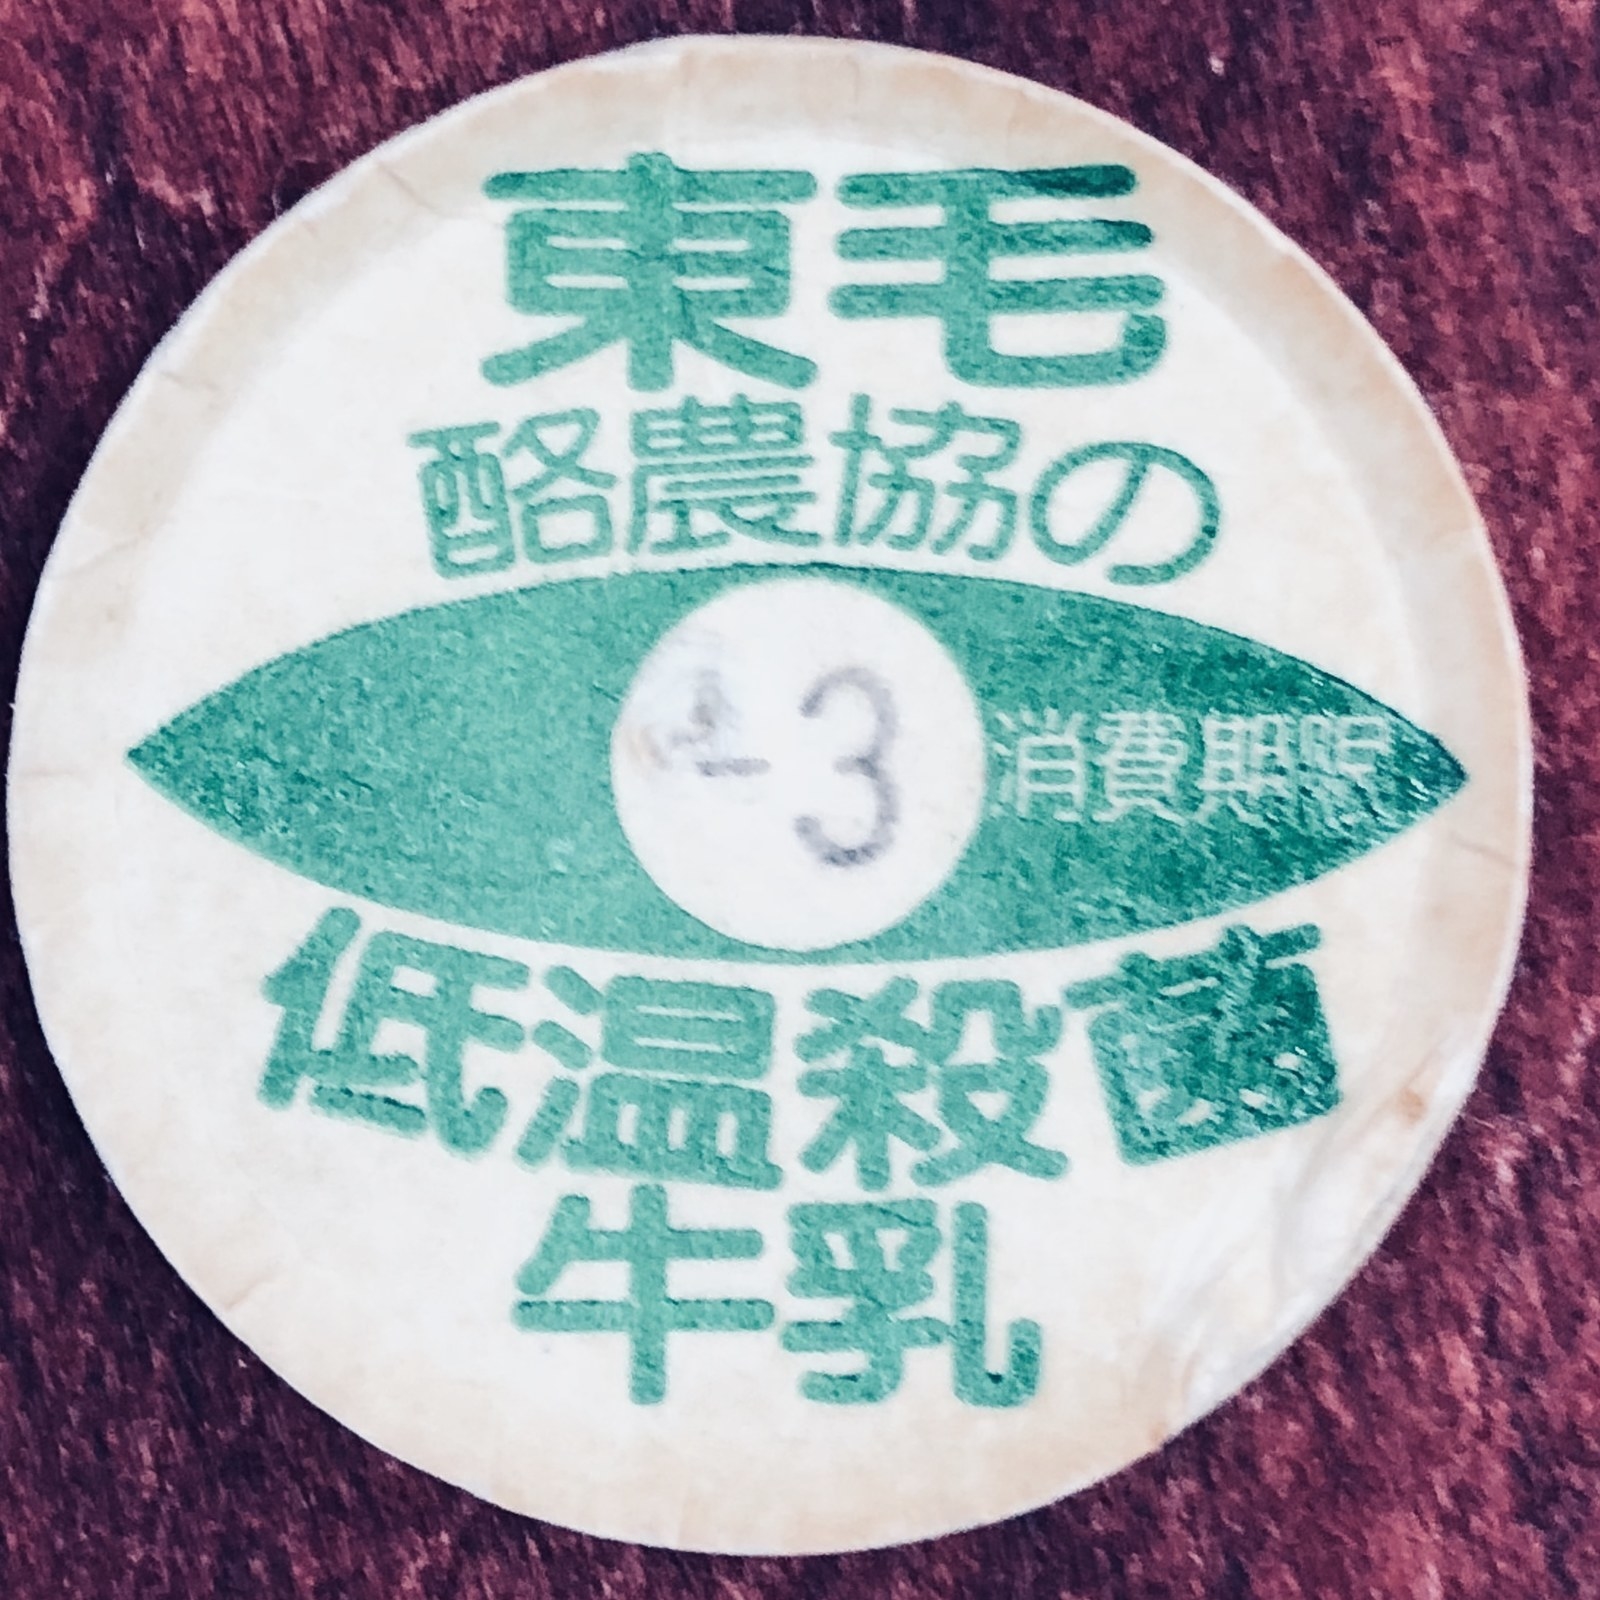 東毛
酪農協の
3
消費期限
低温殺菌
牛乳